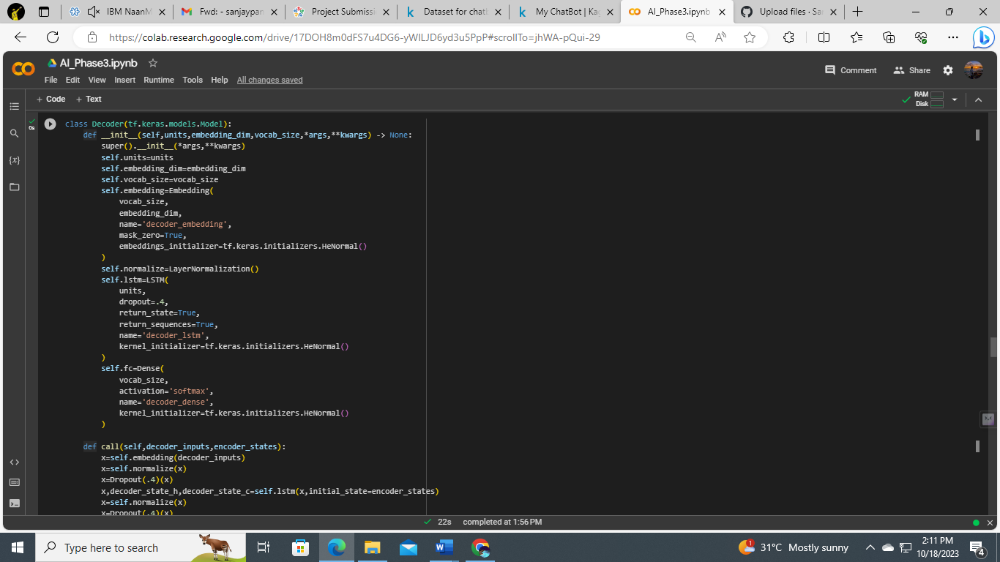 IBM NaanM
Fwd: - sanjaypan
Project Submissi
Dataset for chatl
My ChatBot | Kag
AI_Phase3.ipynb
Upload files · Sar
https://colab.research.google.com/drive/17DOH8m0dFS7u4DG6-yWILJD6yd3u5PpP#scrollTo=jhWA-pQui-29
AI_Phase3.ipynb
Comment
Share
File Edit View Insert Runtime Tools Help All changes saved
+ Code + Text
RAM
Disk
0s
class Decoder(tf.keras.models.Model):
def __init__(self,units,embedding_dim,vocab_size,*args,**kwargs) -> None:
super().__init__(*args,**kwargs)
self.units=units
self.embedding_dim=embedding_dim
self.vocab_size=vocab_size
self.embedding=Embedding(
vocab_size,
embedding_dim,
name='decoder_embedding',
mask_zero=True,
embeddings_initializer=tf.keras.initializers.HeNormal()
)
self.normalize=LayerNormalization()
self.lstm=LSTM(
units,
dropout=.4,
return_state=True,
return_sequences=True,
name='decoder_lstm',
kernel_initializer=tf.keras.initializers.HeNormal()
)
self.fc=Dense(
vocab_size,
activation='softmax',
name='decoder_dense',
kernel_initializer=tf.keras.initializers.HeNormal()
)
def call(self,decoder_inputs,encoder_states):
x=self.embedding(decoder_inputs)
x=self.normalize(x)
x=Dropout(.4)(x)
x,decoder_state_h,decoder_state_c=self.lstm(x,initial_state=encoder_states)
x=self.normalize(x)
x=Dropout(.4)(x)
22s completed at 1:56 PM
Type here to search
31°C Mostly sunny
2:11 PM
10/18/2023
4